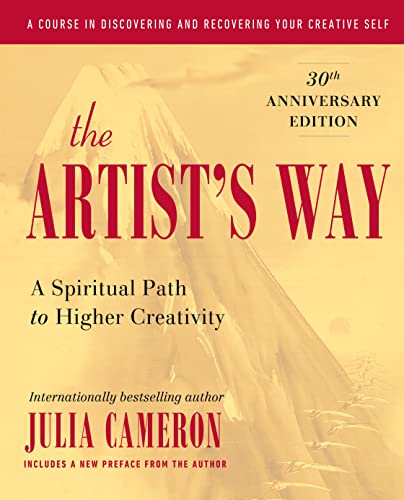 A COURSE IN DISCOVERING AND RECOVERING YOUR CREATIVE SELF
30th
ANNIVERSARY
EDITION
the
ARTIST'S WAY
A Spiritual Path
to Higher Creativity
Internationally bestselling author
JULIA CAMERON
INCLUDES A NEW PREFACE FROM THE AUTHOR